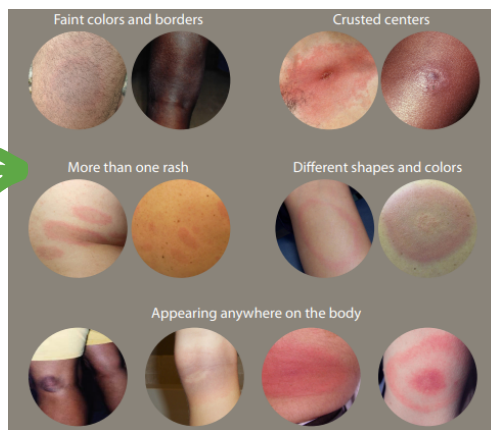 Faint colors and borders
Crusted centers
More than one rash
Different shapes and colors
Appearing anywhere on the body